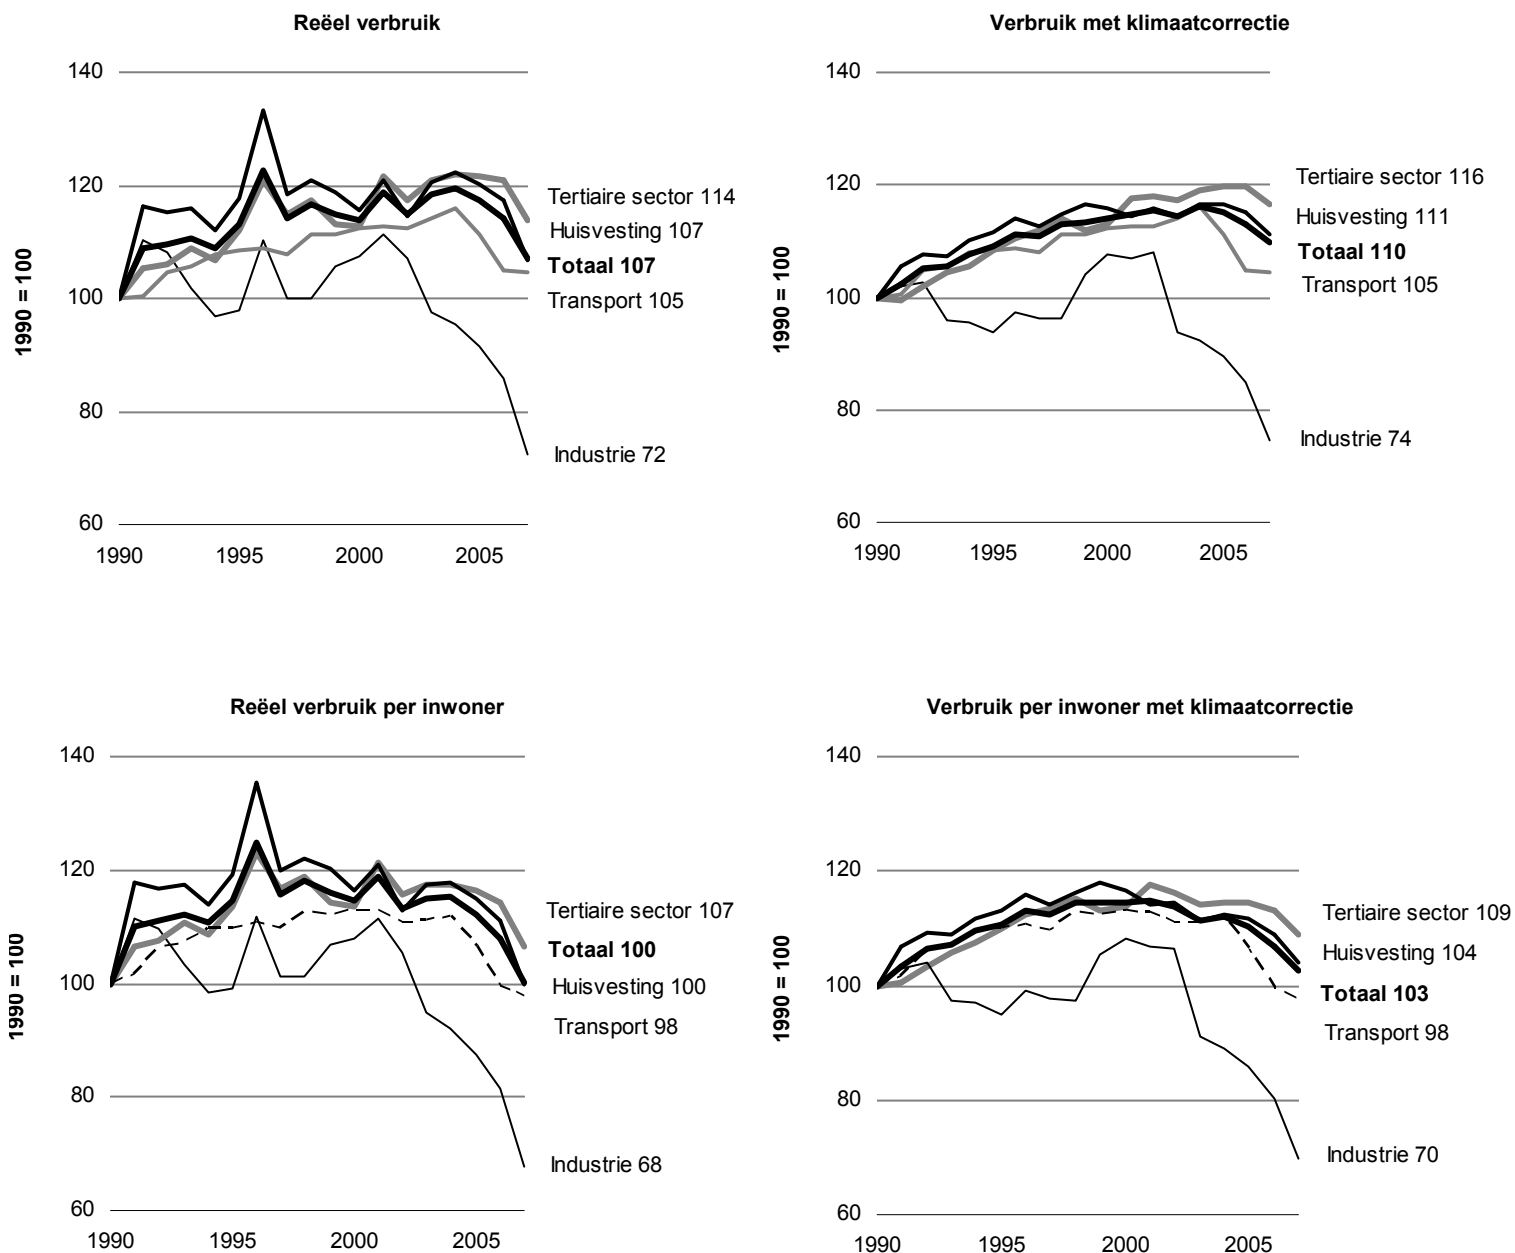 Reëel verbruik
140
120
100
80
60
1990 = 100
1990 1995 2000 2005
Tertiaire sector 114
Huisvesting 107
Totaal 107
Transport 105
Industrie 72
Verbruik met klimaatcorrectie
140
120
100
80
60
1990 = 100
1990 1995 2000 2005
Tertiaire sector 116
Huisvesting 111
Totaal 110
Transport 105
Industrie 74
Reëel verbruik per inwoner
140
120
100
80
60
1990 = 100
1990 1995 2000 2005
Tertiaire sector 107
Totaal 100
Huisvesting 100
Transport 98
Industrie 68
Verbruik per inwoner met klimaatcorrectie
140
120
100
80
60
1990 = 100
1990 1995 2000 2005
Tertiaire sector 109
Huisvesting 104
Totaal 103
Transport 98
Industrie 70